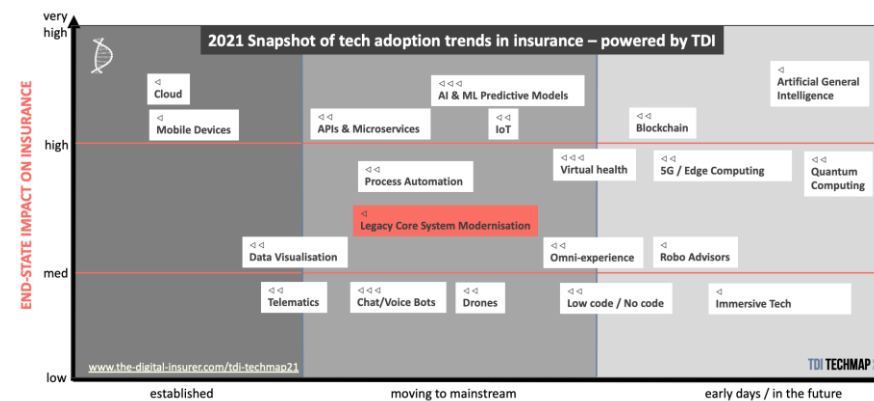 very
high
2021 Snapshot of tech adoption trends in insurance – powered by TDI
END-STATE IMPACT ON INSURANCE
Cloud
Mobile Devices
APIs & Microservices
AI & ML Predictive Models
IoT
Blockchain
Artificial General
Intelligence
high
Process Automation
Virtual health
5G / Edge Computing
Quantum
Computing
Legacy Core System Modernisation
Data Visualisation
Omni-experience
Robo Advisors
med
Telematics
Chat/Voice Bots
Drones
Low code / No code
Immersive Tech
www.the-digital-insurer.com/tdi-techmap21
TDI TECHMAP
low
established
moving to mainstream
early days / in the future